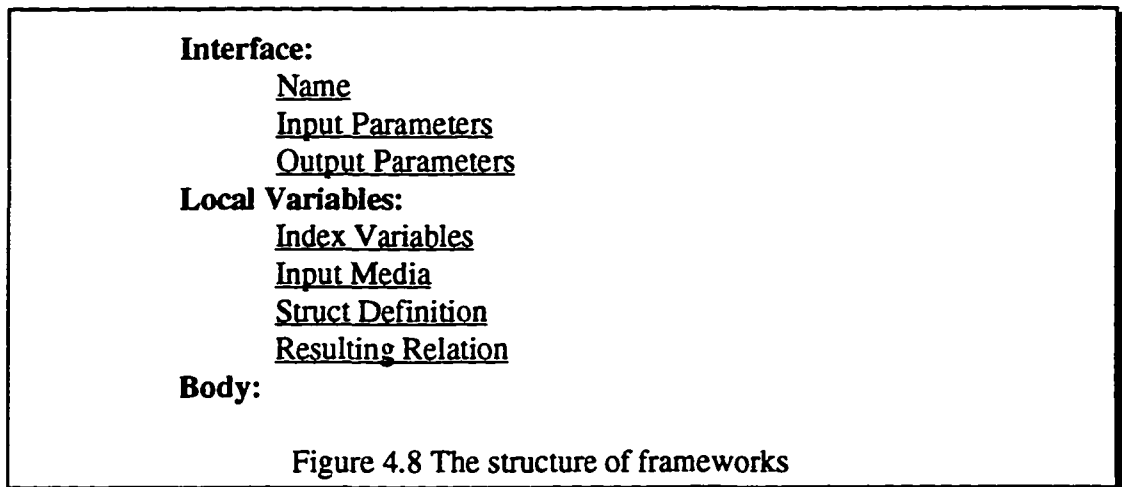 Interface:
Name
Input Parameters
Output Parameters
Local Variables:
Index Variables
Input Media
Struct Definition
Resulting Relation
Body:
Figure 4.8 The structure of frameworks